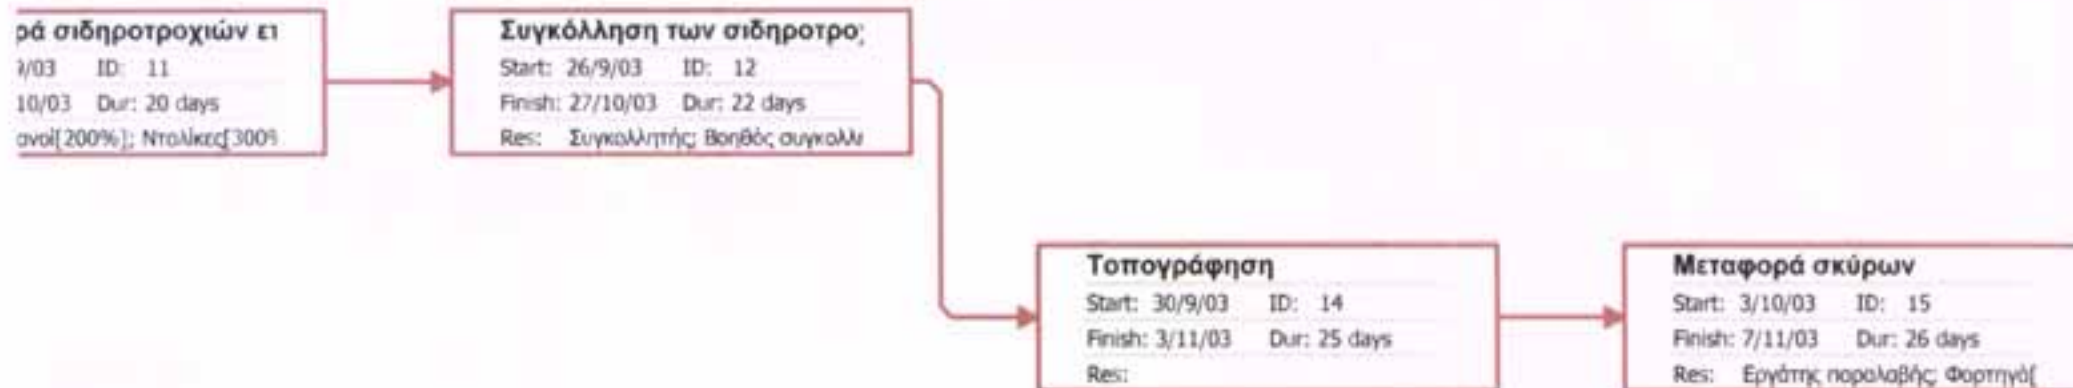 ρά σιδηροτροχιών ετ
9/03 ID: 11
10/03 Dur: 20 days
ανοί[200%]; Ντολίκες[300%
Συγκόλληση των σιδηροτρο
Start: 26/9/03 ID: 12
Finish: 27/10/03 Dur: 22 days
Res: Συγκολλητής; Βοηθός συγκολλ
Τοπογράφηση
Start: 30/9/03 ID: 14
Finish: 3/11/03 Dur: 25 days
Res:
Μεταφορά σκύρων
Start: 3/10/03 ID: 15
Finish: 7/11/03 Dur: 26 days
Res: Εργάτης παραλαβής; Φορτηγό[